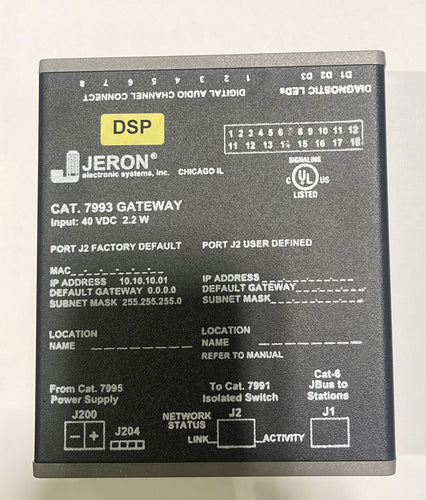 8 7 6 5 4 3 2 1
DIGITAL AUDIO CHANNEL CONNECT
D1 D2 D3
DIAGNOSTIC LEDs
DSP
1 2 3 4 5 6 7 8 9 10 11 12
11 12 13 14 15 16 17 18
JERON®
electronic systems, inc. CHICAGO IL
SIGNALING
C UL US
LISTED
CAT. 7993 GATEWAY
Input: 40 VDC 2.2 W
PORT J2 FACTORY DEFAULT
MAC_._._._._._
IP ADDRESS 10.10.10.01
DEFAULT GATEWAY 0.0.0.0
SUBNET MASK 255.255.255.0
LOCATION
NAME
PORT J2 USER DEFINED
IP ADDRESS
DEFAULT GATEWAY
SUBNET MASK
LOCATION
NAME
REFER TO MANUAL
From Cat. 7995
Power Supply
J200
− +
J204
To Cat. 7991
Isolated Switch
NETWORK
STATUS
J2
LINK
ACTIVITY
Cat-6
JBus to
Stations
J1